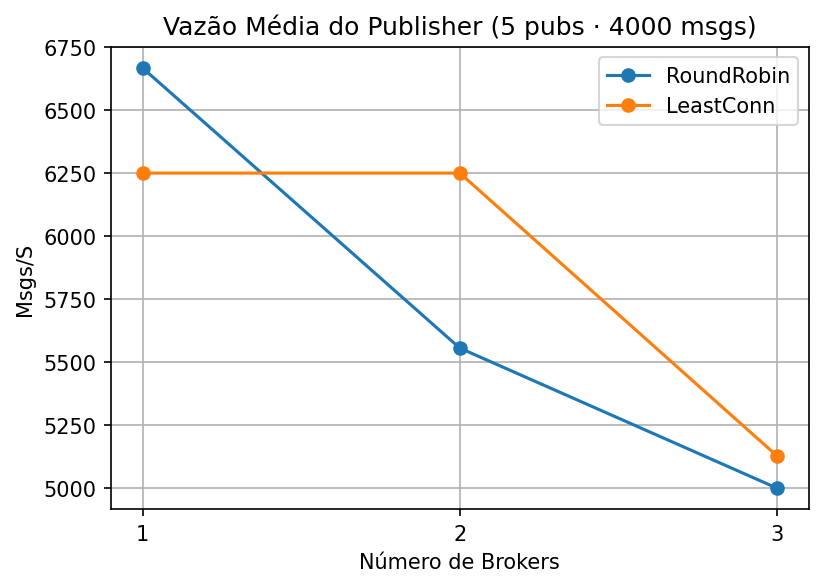 Vazão Média do Publisher (5 pubs · 4000 msgs)
6750
6500
6250
6000
5750
5500
5250
5000
Msgs/S
RoundRobin
LeastConn
1
2
3
Número de Brokers